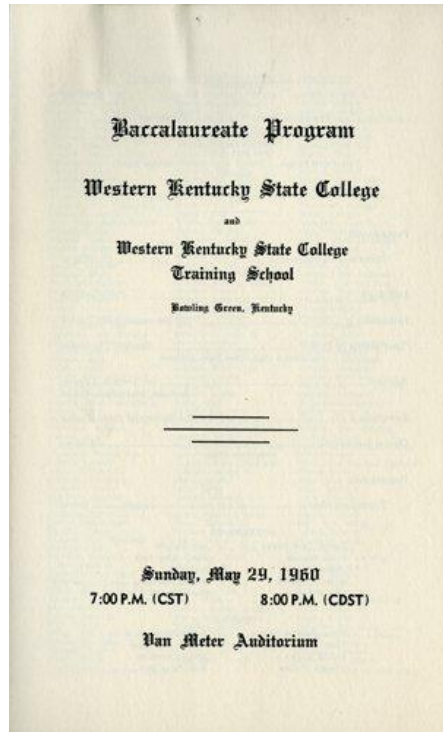 Baccalaureate Program
Western Kentucky State College
and
Western Kentucky State College
Training School
Bowling Green, Kentucky
Sunday, May 29, 1960
7:00 P.M. (CST) 8:00 P.M. (CDST)
Van Meter Auditorium